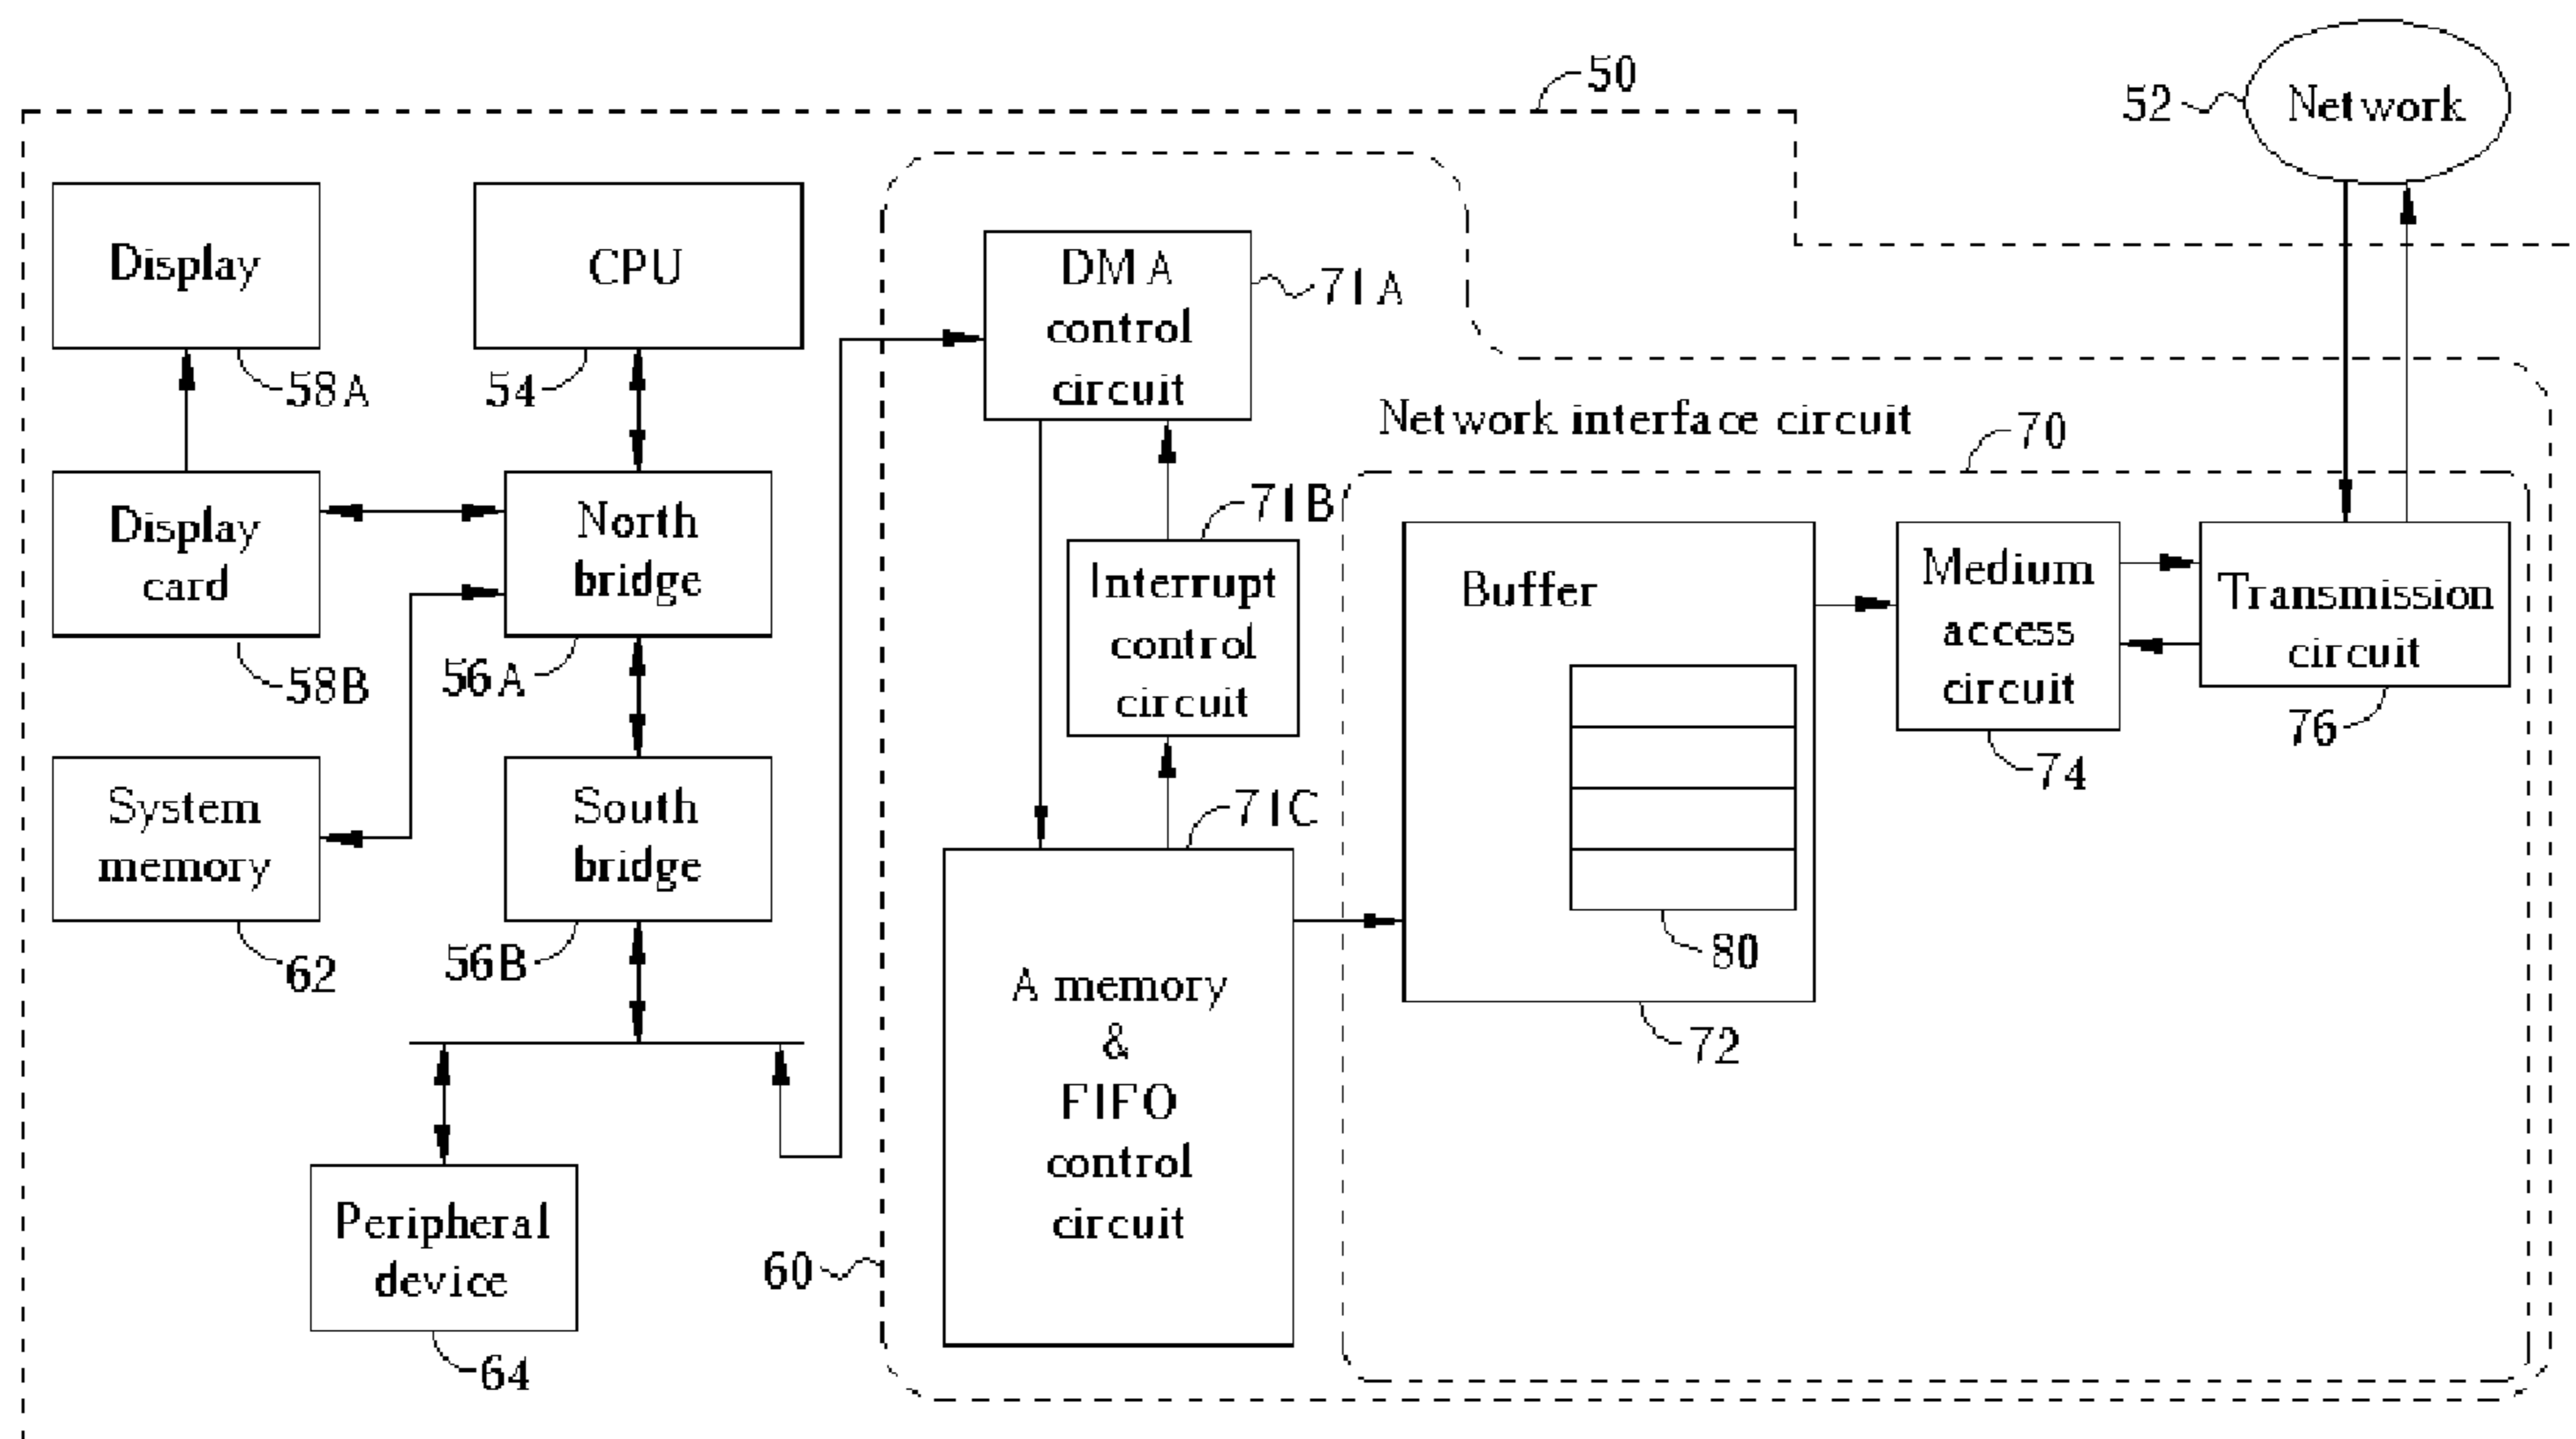 50
52
Network
Display
58A
CPU
54
Display
card
58B
North
bridge
56A
System
memory
62
South
bridge
56B
Peripheral
device
64
60
DMA
control
circuit
71A
71B
Interrupt
control
circuit
71C
A memory
&
FIFO
control
circuit
Network interface circuit
70
Buffer
80
72
Medium
access
circuit
74
Transmission
circuit
76